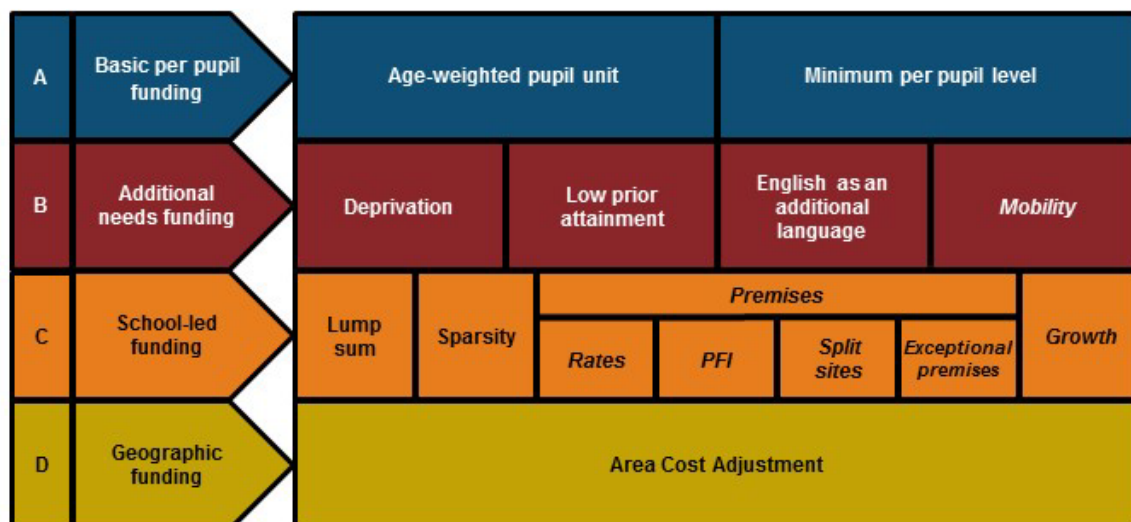 A
Basic per pupil
funding
Age-weighted pupil unit
Minimum per pupil level
B
Additional
needs funding
Deprivation
Low prior
attainment
English as an
additional
language
Mobility
C
School-led
funding
Lump
sum
Sparsity
Premises
Rates
PFI
Split
sites
Exceptional
premises
Growth
D
Geographic
funding
Area Cost Adjustment